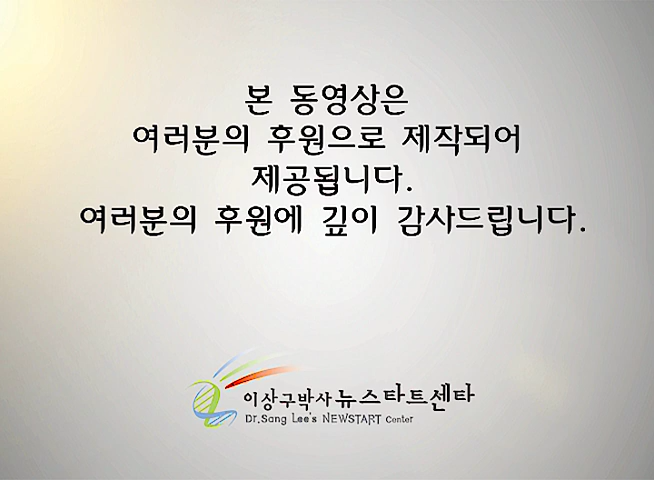 본 동영상은
여러분의 후원으로 제작되어
제공됩니다.
여러분의 후원에 깊이 감사드립니다.
이상구박사 뉴스타트센타
Dr.Sang Lee's NEWSTART Center